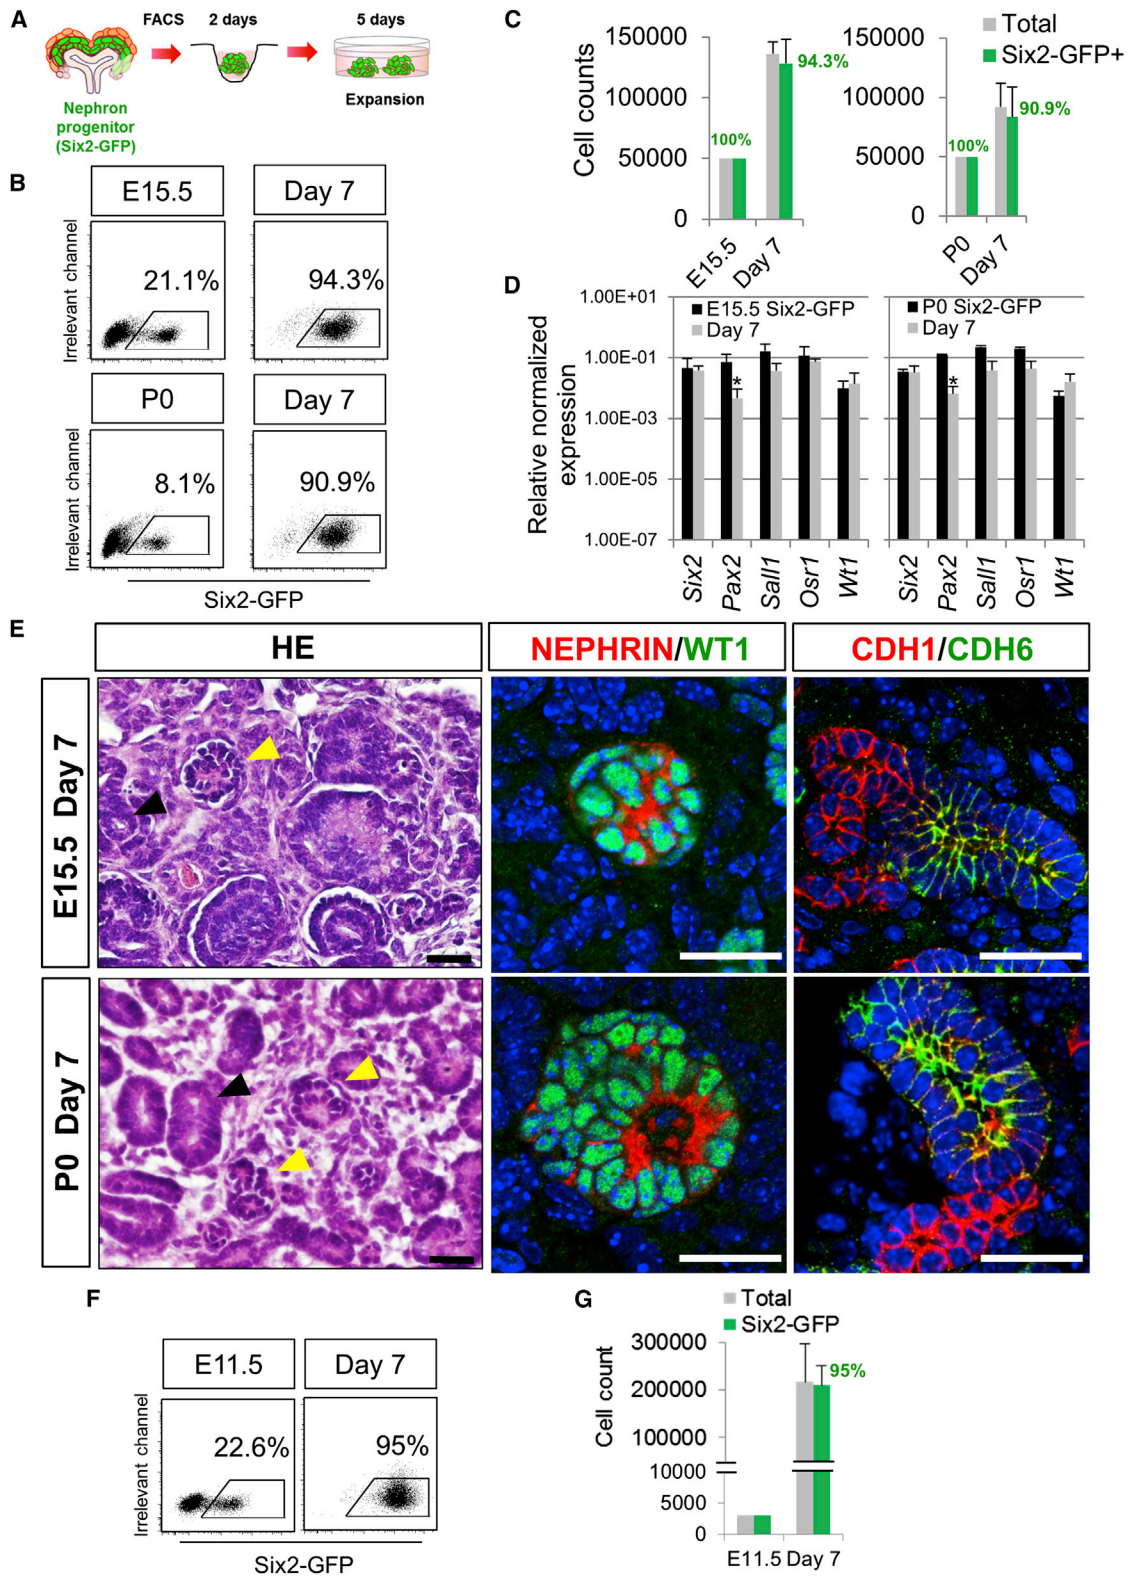 A
FACS
2 days
5 days
Nephron
progenitor
(Six2-GFP)
Expansion
B
E15.5
Day 7
Irrelevant channel
21.1%
94.3%
P0
Day 7
Irrelevant channel
8.1%
90.9%
Six2-GFP
C
Total
Six2-GFP+
Cell counts
150000
100000
50000
0
100%
94.3%
E15.5
Day 7
150000
100000
50000
0
100%
90.9%
P0
Day 7
D
Relative normalized
expression
1.00E+01
1.00E-01
1.00E-03
1.00E-05
1.00E-07
E15.5 Six2-GFP
Day 7
*
Six2
Pax2
Sall1
Osr1
Wt1
P0 Six2-GFP
Day 7
*
Six2
Pax2
Sall1
Osr1
Wt1
E
HE
NEPHRIN/WT1
CDH1/CDH6
E15.5 Day 7
P0 Day 7
F
E11.5
Day 7
Irrelevant channel
22.6%
95%
Six2-GFP
G
Total
Six2-GFP
Cell count
300000
200000
100000
10000
5000
0
95%
E11.5 Day 7